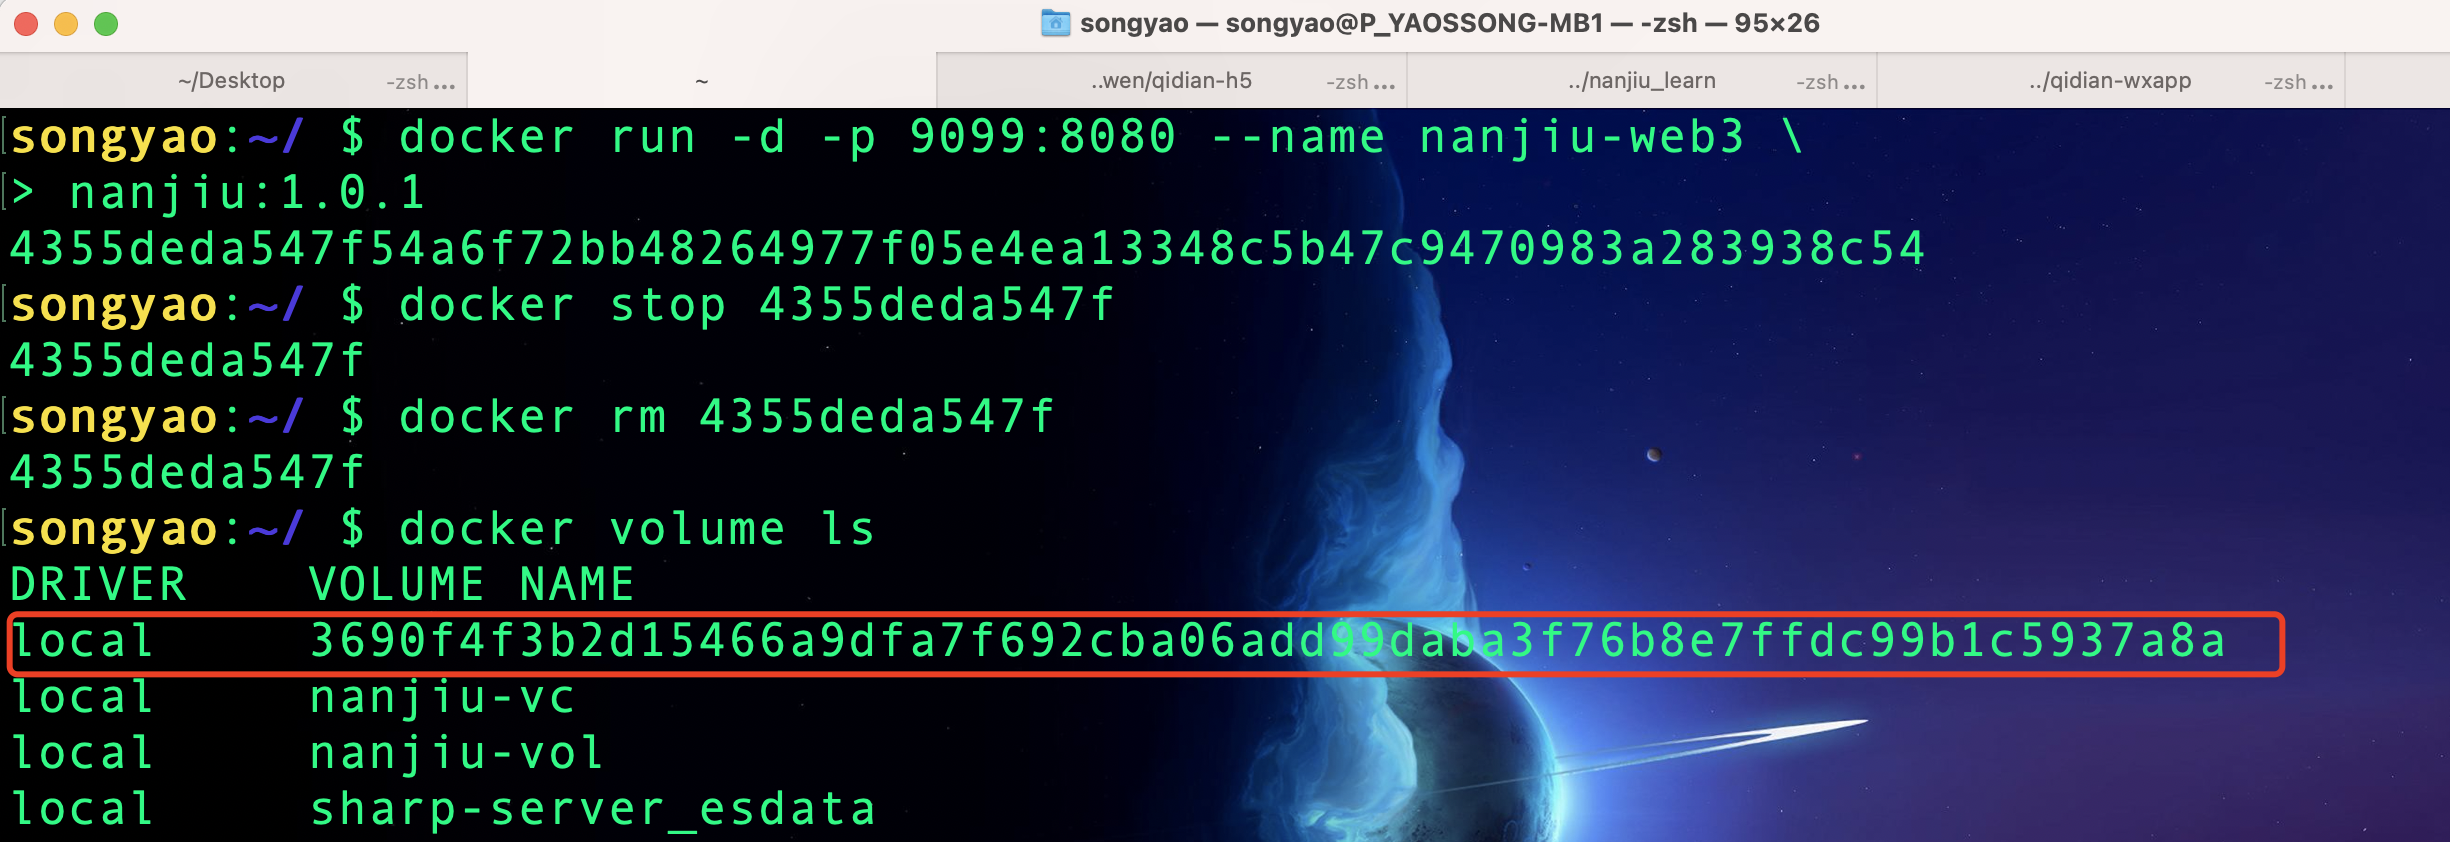 songyao — songyao@P_YAOSSONG-MB1 — -zsh — 95×26
~/Desktop -zsh ... ~ ..wen/qidian-h5 -zsh ... ../nanjiu_learn -zsh ... ../qidian-wxapp -zsh ...
songyao:~/ $ docker run -d -p 9099:8080 --name nanjiu-web3 \
> nanjiu:1.0.1
4355deda547f54a6f72bb48264977f05e4ea13348c5b47c9470983a283938c54
songyao:~/ $ docker stop 4355deda547f
4355deda547f
songyao:~/ $ docker rm 4355deda547f
4355deda547f
songyao:~/ $ docker volume ls
DRIVER    VOLUME NAME
local     3690f4f3b2d15466a9dfa7f692cba06add99daba3f76b8e7ffdc99b1c5937a8a
local     nanjiu-vc
local     nanjiu-vol
local     sharp-server_esdata